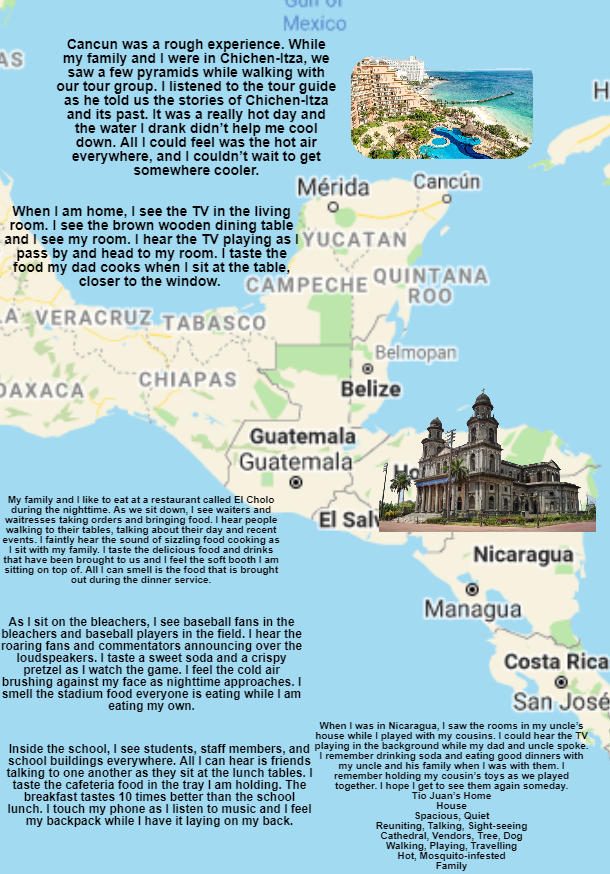 Gulf of
Mexico
AS
Cancun was a rough experience. While
my family and I were in Chichen-Itza, we
saw a few pyramids while walking with
our tour group. I listened to the tour guide
as he told us the stories of Chichen-Itza
and its past. It was a really hot day and
the water I drank didn't help me cool
down. All I could feel was the hot air
everywhere, and I couldn't wait to get
somewhere cooler.
H
Mérida
Cancún
When I am home, I see the TV in the living
room. I see the brown wooden dining table
and I see my room. I hear the TV playing as I
pass by and head to my room. I taste the
food my dad cooks when I sit at the table,
closer to the window.
YUCATAN
CAMPECHE
QUINTANA
ROO
LA VERACRUZ
TABASCO
Belmopan
OAXACA
CHIAPAS
Belize
Guatemala
Guatemala
Ho
El Salv
Nicaragua
Managua
Costa Rica
San José
My family and I like to eat at a restaurant called El Cholo
during the nighttime. As we sit down, I see waiters and
waitresses taking orders and bringing food. I hear people
walking to their tables, talking about their day and recent
events. I faintly hear the sound of sizzling food cooking as
I sit with my family. I taste the delicious food and drinks
that have been brought to us and I feel the soft booth I am
sitting on top of. All I can smell is the food that is brought
out during the dinner service.
As I sit on the bleachers, I see baseball fans in the
bleachers and baseball players in the field. I hear the
roaring fans and commentators announcing over the
loudspeakers. I taste a sweet soda and a crispy
pretzel as I watch the game. I feel the cold air
brushing against my face as nighttime approaches. I
smell the stadium food everyone is eating while I am
eating my own.
Inside the school, I see students, staff members, and
school buildings everywhere. All I can hear is friends
talking to one another as they sit at the lunch tables. I
taste the cafeteria food in the tray I am holding. The
breakfast tastes 10 times better than the school
lunch. I touch my phone as I listen to music and I feel
my backpack while I have it laying on my back.
When I was in Nicaragua, I saw the rooms in my uncle's
house while I played with my cousins. I could hear the TV
playing in the background while my dad and uncle spoke.
I remember drinking soda and eating good dinners with
my uncle and his family when I was with them. I
remember holding my cousin's toys as we played
together. I hope I get to see them again someday.
Tio Juan's Home
House
Spacious, Quiet
Reuniting, Talking, Sight-seeing
Cathedral, Vendors, Tree, Dog
Walking, Playing, Travelling
Hot, Mosquito-infested
Family